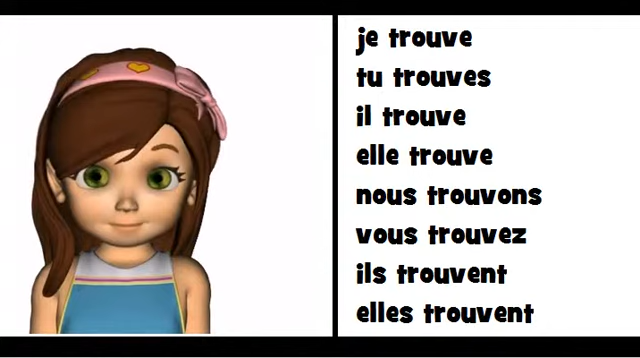 je trouve
tu trouves
il trouve
elle trouve
nous trouvons
vous trouvez
ils trouvent
elles trouvent